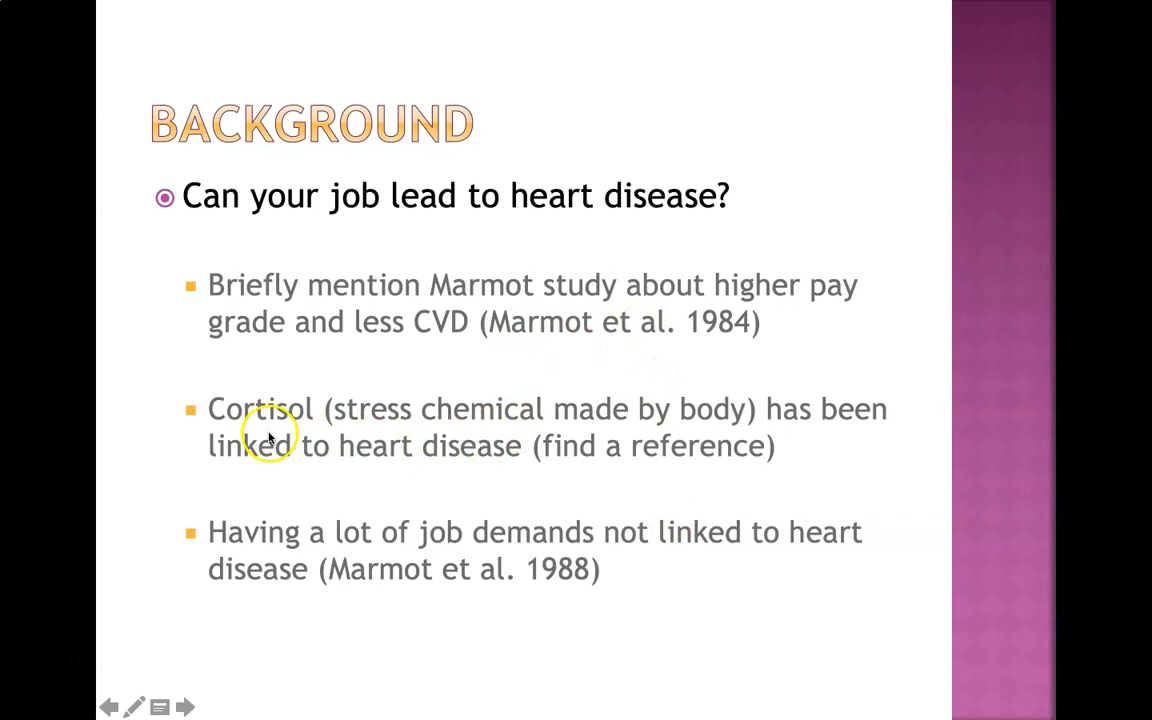 BACKGROUND
Can your job lead to heart disease?
Briefly mention Marmot study about higher pay
grade and less CVD (Marmot et al. 1984)
Cortisol (stress chemical made by body) has been
linked to heart disease (find a reference)
Having a lot of job demands not linked to heart
disease (Marmot et al. 1988)